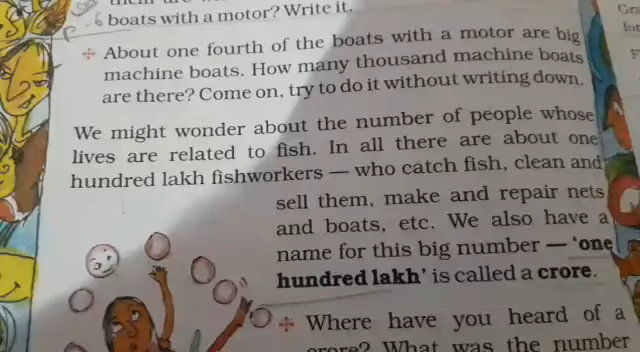 boats with a motor? Write it.
÷ About one fourth of the boats with a motor are big
machine boats. How many thousand machine boats
are there? Come on, try to do it without writing down.
We might wonder about the number of people whose
lives are related to fish. In all there are about one
hundred lakh fishworkers — who catch fish, clean and
sell them, make and repair nets
and boats, etc. We also have a
name for this big number — 'one
hundred lakh' is called a crore.
÷ Where have you heard of a
crore? What was the number